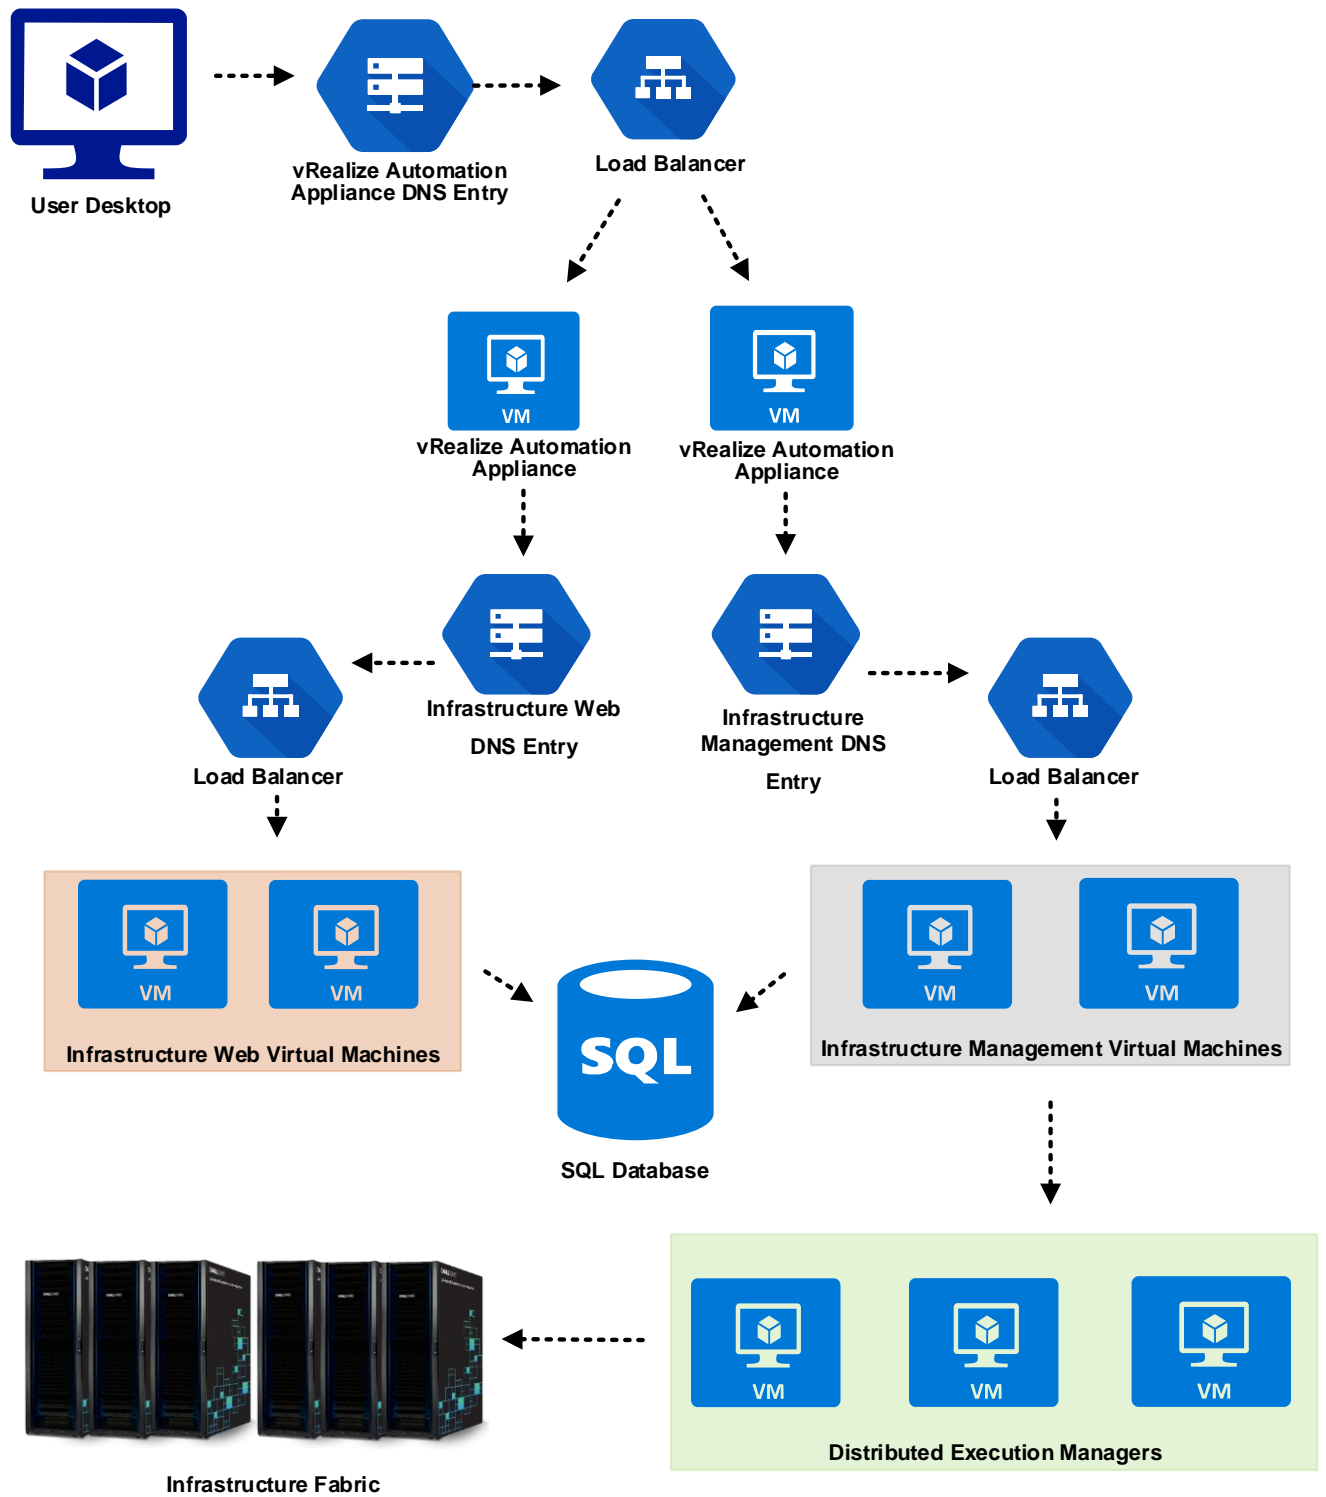 User Desktop
vRealize Automation
Appliance DNS Entry
Load Balancer
VM
vRealize Automation
Appliance
VM
vRealize Automation
Appliance
Infrastructure Web
DNS Entry
Infrastructure
Management DNS
Entry
Load Balancer
Load Balancer
VM
VM
Infrastructure Web Virtual Machines
VM
VM
Infrastructure Management Virtual Machines
SQL
SQL Database
VM
VM
VM
Distributed Execution Managers
Infrastructure Fabric